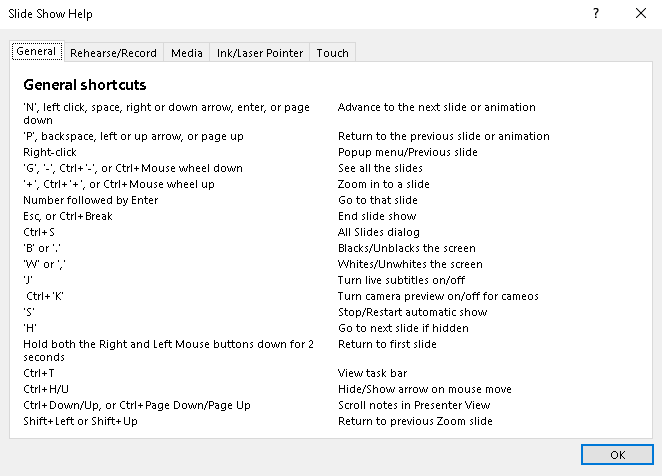 Slide Show Help
?
General Rehearse/Record Media Ink/Laser Pointer Touch
General shortcuts
'N', left click, space, right or down arrow, enter, or page down Advance to the next slide or animation
'P', backspace, left or up arrow, or page up Return to the previous slide or animation
Right-click Popup menu/Previous slide
'G', '-', Ctrl+'-', or Ctrl+Mouse wheel down See all the slides
'+', Ctrl+'+', or Ctrl+Mouse wheel up Zoom in to a slide
Number followed by Enter Go to that slide
Esc, or Ctrl+Break End slide show
Ctrl+S All Slides dialog
'B' or '.' Blacks/Unblacks the screen
'W' or ',' Whites/Unwhites the screen
'J' Turn live subtitles on/off
Ctrl+'K' Turn camera preview on/off for cameos
'S' Stop/Restart automatic show
'H' Go to next slide if hidden
Hold both the Right and Left Mouse buttons down for 2 seconds Return to first slide
Ctrl+T View task bar
Ctrl+H/U Hide/Show arrow on mouse move
Ctrl+Down/Up, or Ctrl+Page Down/Page Up Scroll notes in Presenter View
Shift+Left or Shift+Up Return to previous Zoom slide
OK